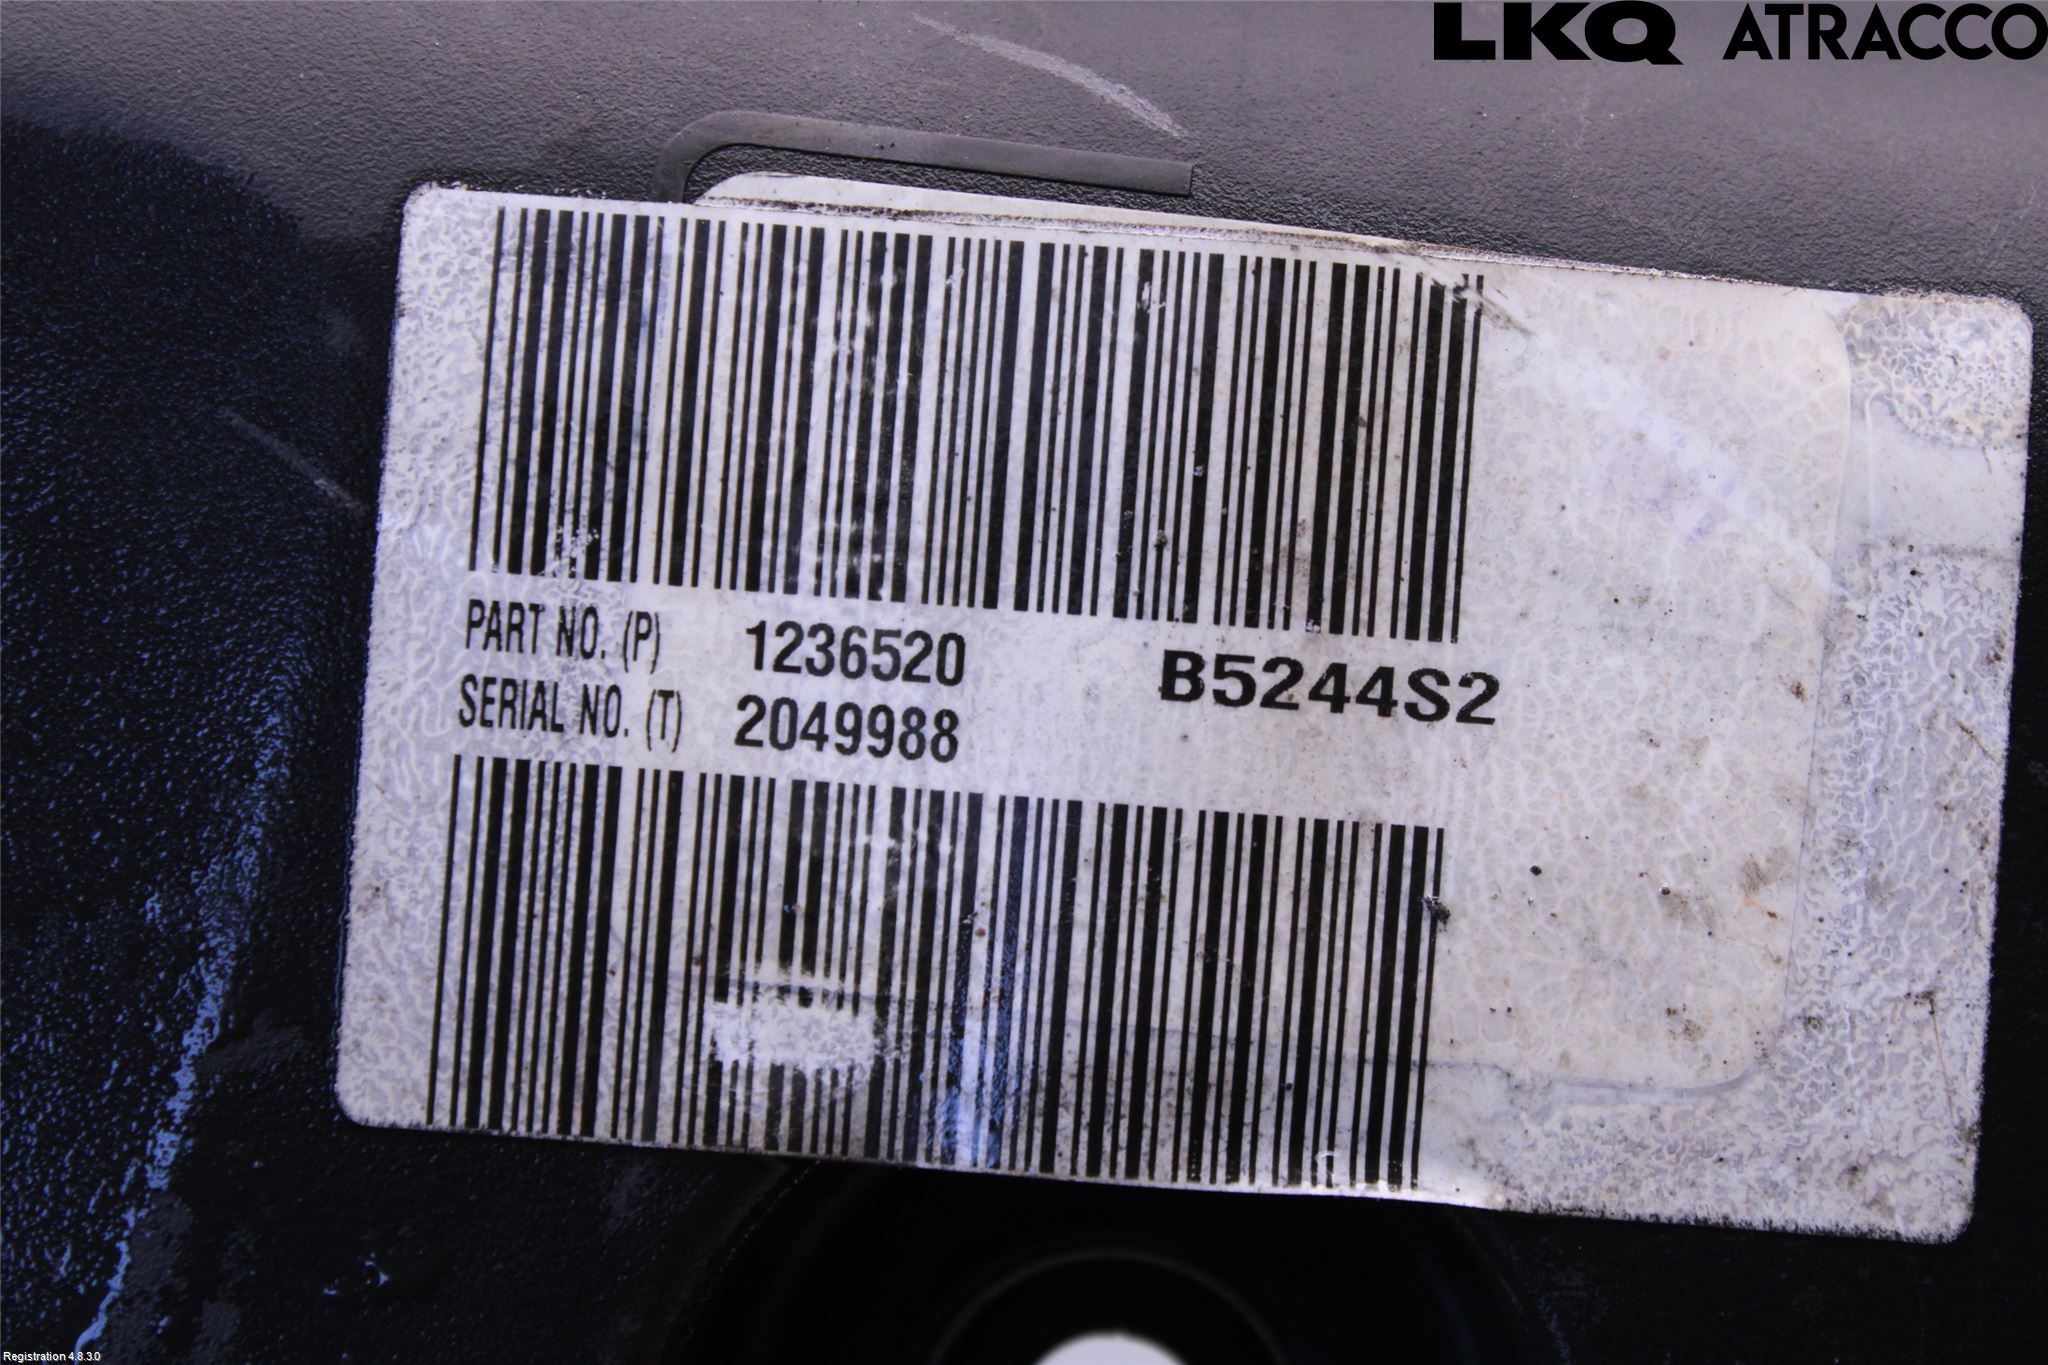 LKQ ATRACCO
PART NO. (P) 1236520 B5244S2
SERIAL NO. (T) 2049988
Registration 4.8.3.0